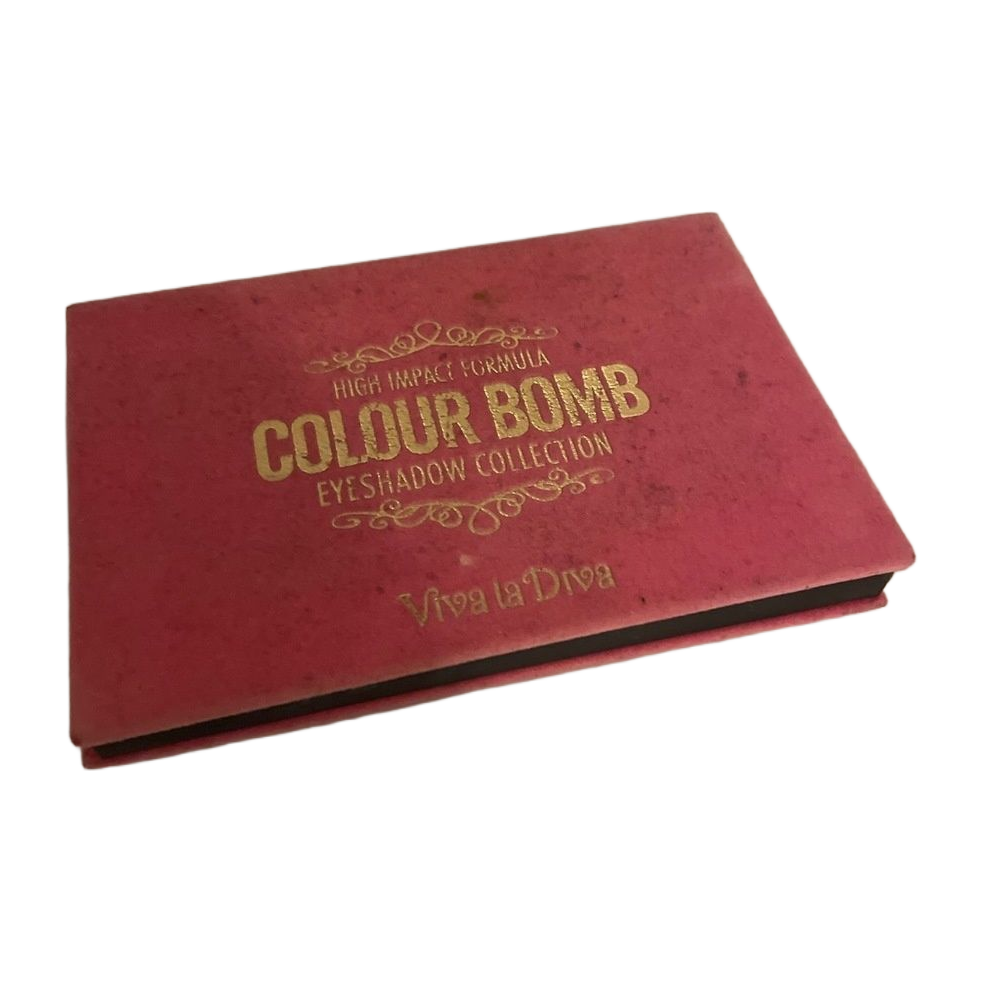 HIGH IMPACT FORMULA
COLOUR BOMB
EYESHADOW COLLECTION
Viva la Diva